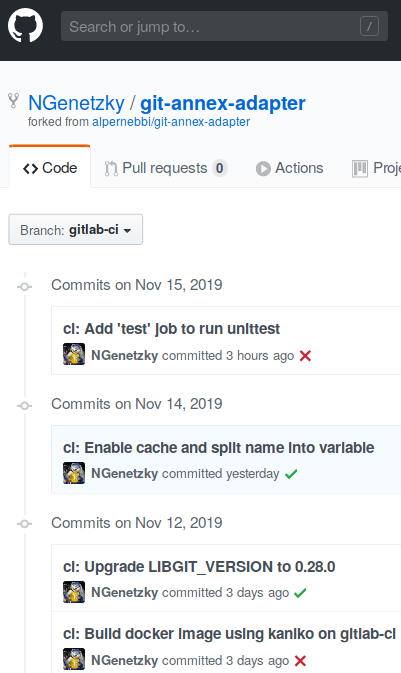 Search or jump to… /
NGenetzky / git-annex-adapter
forked from alpernebbi/git-annex-adapter
Code Pull requests 0 Actions
Branch: gitlab-ci
Commits on Nov 15, 2019
ci: Add 'test' job to run unittest
NGenetzky committed 3 hours ago
Commits on Nov 14, 2019
ci: Enable cache and split name into variable
NGenetzky committed yesterday
Commits on Nov 12, 2019
ci: Upgrade LIBGIT_VERSION to 0.28.0
NGenetzky committed 3 days ago
ci: Build docker image using kaniko on gitlab-ci
NGenetzky committed 3 days ago